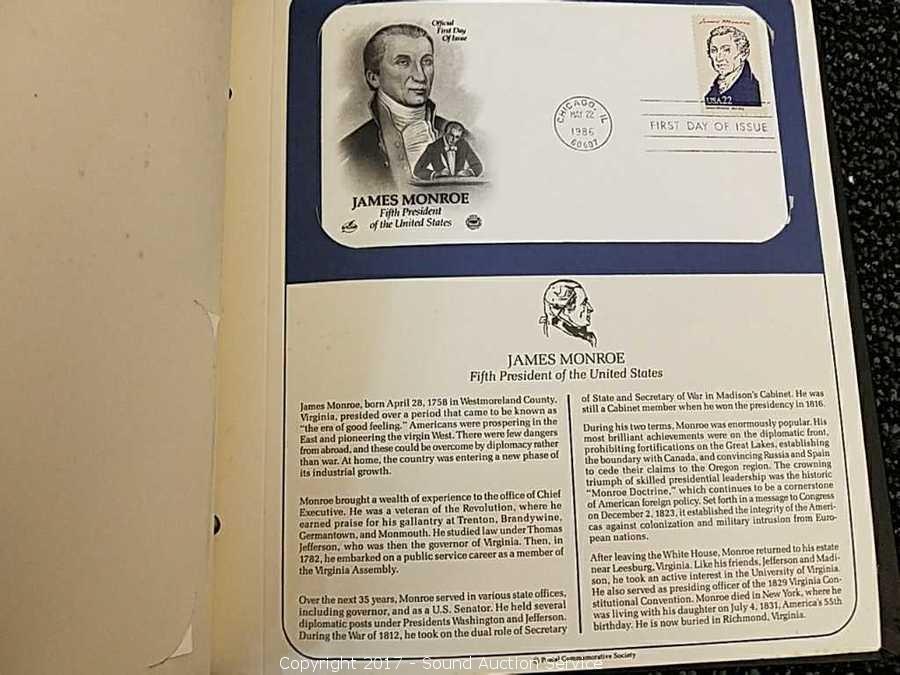 Official
First Day
Of Issue
James Monroe
USA 22
CHICAGO, IL
MAY 22
1986
60607
FIRST DAY OF ISSUE
JAMES MONROE
Fifth President
of the United States
JAMES MONROE
Fifth President of the United States
James Monroe, born April 28, 1758 in Westmoreland County,
Virginia, presided over a period that came to be known as
"the era of good feeling." Americans were prospering in the
East and pioneering the virgin West. There were few dangers
from abroad, and these could be overcome by diplomacy rather
than war. At home, the country was entering a new phase of
its industrial growth.
Monroe brought a wealth of experience to the office of Chief
Executive. He was a veteran of the Revolution, where he
earned praise for his gallantry at Trenton, Brandywine,
Germantown, and Monmouth. He studied law under Thomas
Jefferson, who was then the governor of Virginia. Then, in
1782, he embarked on a public service career as a member of
the Virginia Assembly.
Over the next 35 years, Monroe served in various state offices,
including governor, and as a U.S. Senator. He held several
diplomatic posts under Presidents Washington and Jefferson.
During the War of 1812, he took on the dual role of Secretary
of State and Secretary of War in Madison's Cabinet. He was
still a Cabinet member when he won the presidency in 1816.
During his two terms, Monroe was enormously popular. His
most brilliant achievements were on the diplomatic front,
prohibiting fortifications on the Great Lakes, establishing
the boundary with Canada, and convincing Russia and Spain
to cede their claims to the Oregon region. The crowning
triumph of skilled presidential leadership was the historic
"Monroe Doctrine," which continues to be a cornerstone
of American foreign policy. Set forth in a message to Congress
on December 2, 1823, it established the integrity of the Ameri-
cas against colonization and military intrusion from Euro-
pean nations.
After leaving the White House, Monroe returned to his estate
near Leesburg, Virginia. Like his friends, Jefferson and Madi-
son, he took an active interest in the University of Virginia.
He also served as presiding officer of the 1829 Virginia Con-
stitutional Convention. Monroe died in New York, where he
was living with his daughter on July 4, 1831, America's 55th
birthday. He is now buried in Richmond, Virginia.
Postal Commemorative Society
Copyright 2017 - Sound Auction Service